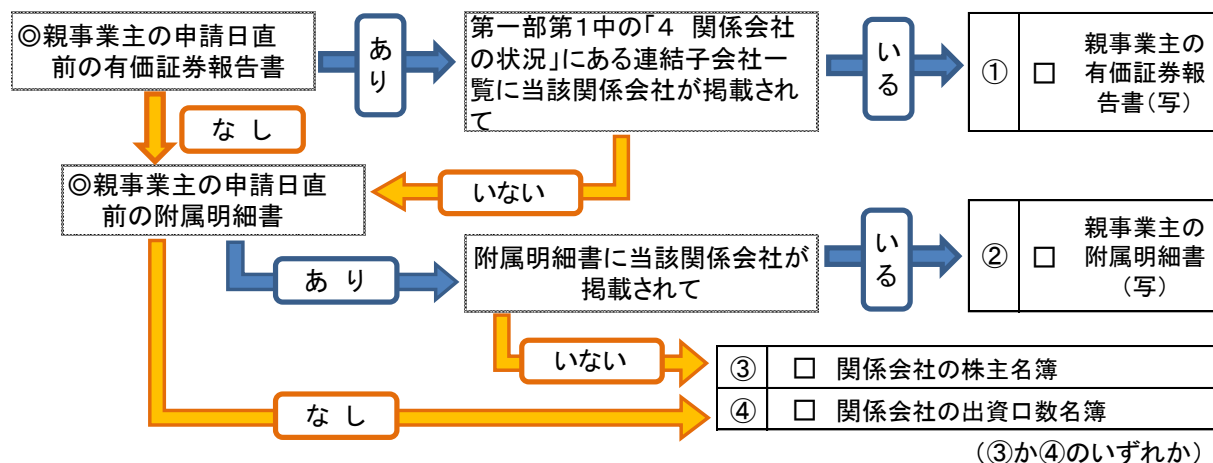 ◎親事業主の申請日直
前の有価証券報告書
あり
第一部第1中の「4 関係会社
の状況」にある連結子会社一
覧に当該関係会社が掲載され
て
いる
①
□
親事業主の
有価証券報
告書(写)
な し
いない
◎親事業主の申請日直
前の附属明細書
あ り
附属明細書に当該関係会社が
掲載されて
いる
②
□
親事業主の
附属明細書
(写)
いない
な し
③ □ 関係会社の株主名簿
④ □ 関係会社の出資口数名簿
(③か④のいずれか)